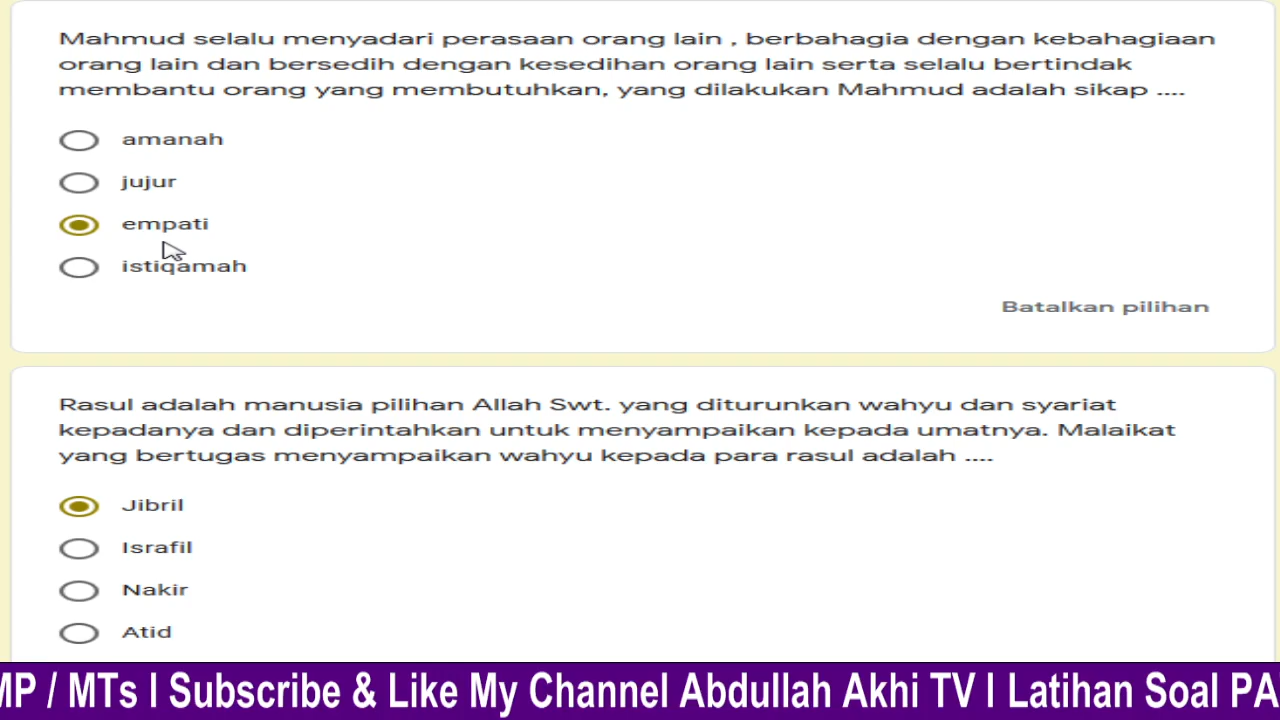 Mahmud selalu menyadari perasaan orang lain , berbahagia dengan kebahagiaan
orang lain dan bersedih dengan kesedihan orang lain serta selalu bertindak
membantu orang yang membutuhkan, yang dilakukan Mahmud adalah sikap ....
amanah
jujur
empati
istiqamah
Batalkan pilihan
Rasul adalah manusia pilihan Allah Swt. yang diturunkan wahyu dan syariat
kepadanya dan diperintahkan untuk menyampaikan kepada umatnya. Malaikat
yang bertugas menyampaikan wahyu kepada para rasul adalah ....
Jibril
Israfil
Nakir
Atid
MP / MTs I Subscribe & Like My Channel Abdullah Akhi TV I Latihan Soal PA